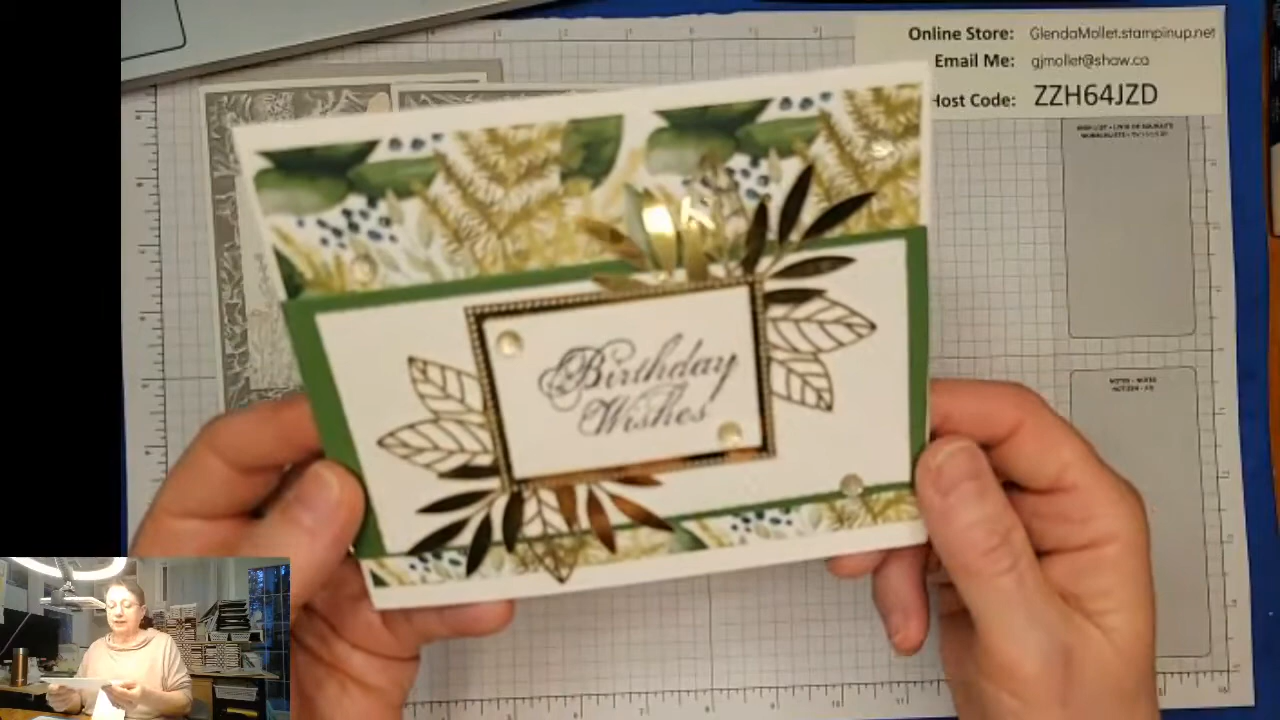 Online Store: GlendaMollet.stampinup.net
Email Me: gjmollet@shaw.ca
Host Code: ZZH64JZD
Birthday
Wishes